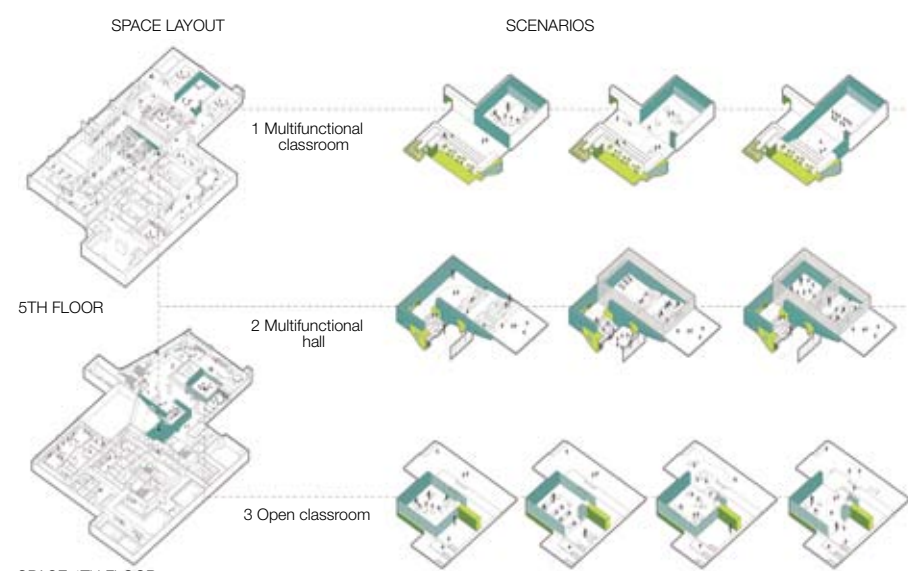 SPACE LAYOUT
SCENARIOS
1 Multifunctional
classroom
5TH FLOOR
2 Multifunctional
hall
3 Open classroom